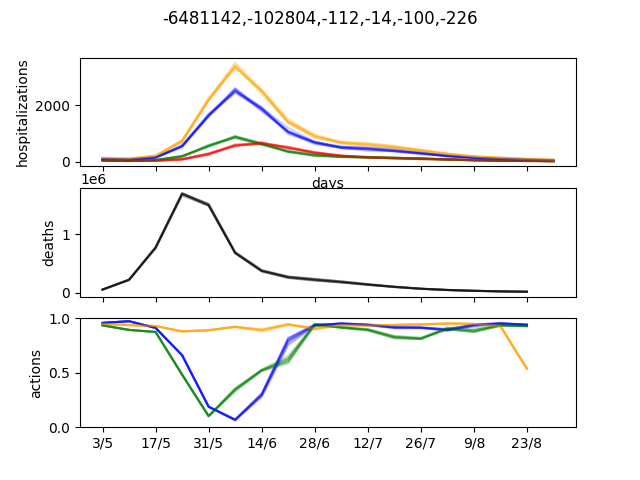 -6481142,-102804,-112,-14,-100,-226
hospitalizations
2000
0
days
1e6
deaths
1
0
actions
1.0
0.5
0.0
3/5 17/5 31/5 14/6 28/6 12/7 26/7 9/8 23/8